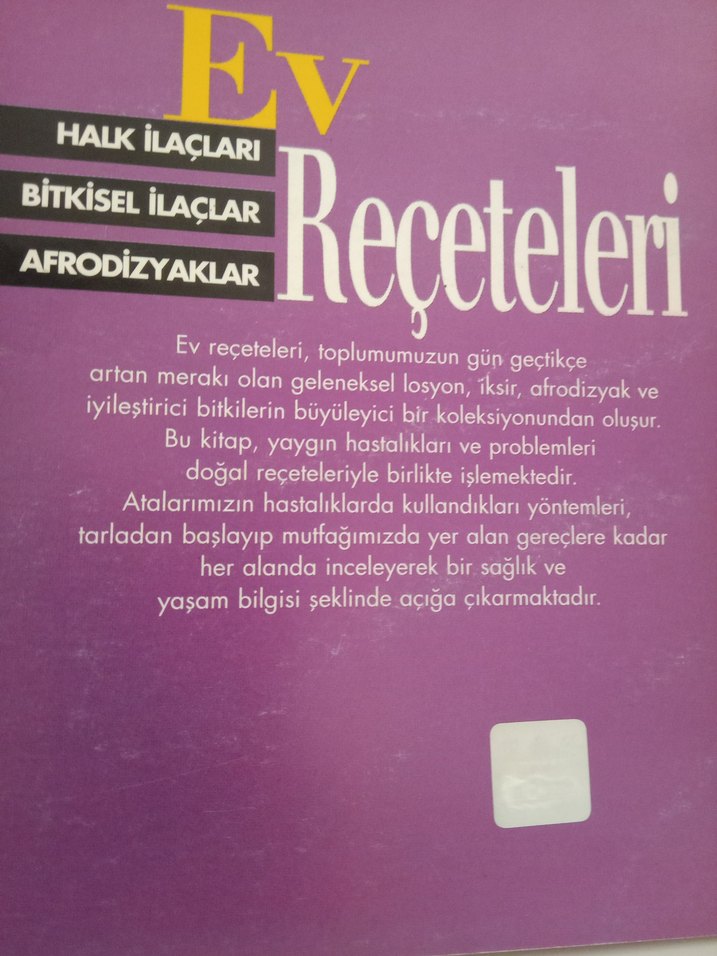 Ev
Reçeteleri
HALK İLAÇLARI
BİTKİSEL İLAÇLAR
AFRODİZYAKLAR
Ev reçeteleri, toplumumuzun gün geçtikçe
artan merakı olan geleneksel losyon, iksir, afrodizyak ve
iyileştirici bitkilerin büyüleyici bir koleksiyonundan oluşur.
Bu kitap, yaygın hastalıkları ve problemleri
doğal reçeteleriyle birlikte işlemektedir.
Atalarımızın hastalıklarda kullandıkları yöntemleri,
tarladan başlayıp mutfağımızda yer alan gereçlere kadar
her alanda inceleyerek bir sağlık ve
yaşam bilgisi şeklinde açığa çıkarmaktadır.